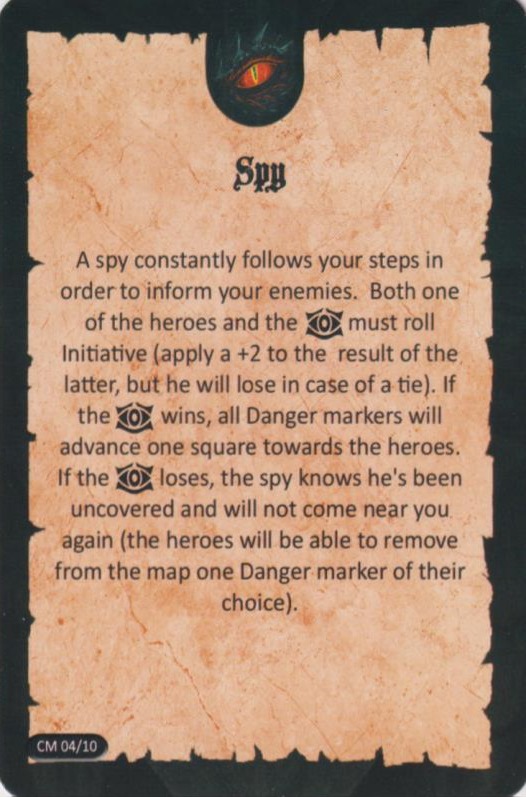 Spy
A spy constantly follows your steps in
order to inform your enemies. Both one
of the heroes and the must roll
Initiative (apply a +2 to the result of the
latter, but he will lose in case of a tie). If
the wins, all Danger markers will
advance one square towards the heroes.
If the loses, the spy knows he's been
uncovered and will not come near you
again (the heroes will be able to remove
from the map one Danger marker of their
choice).
CM 04/10